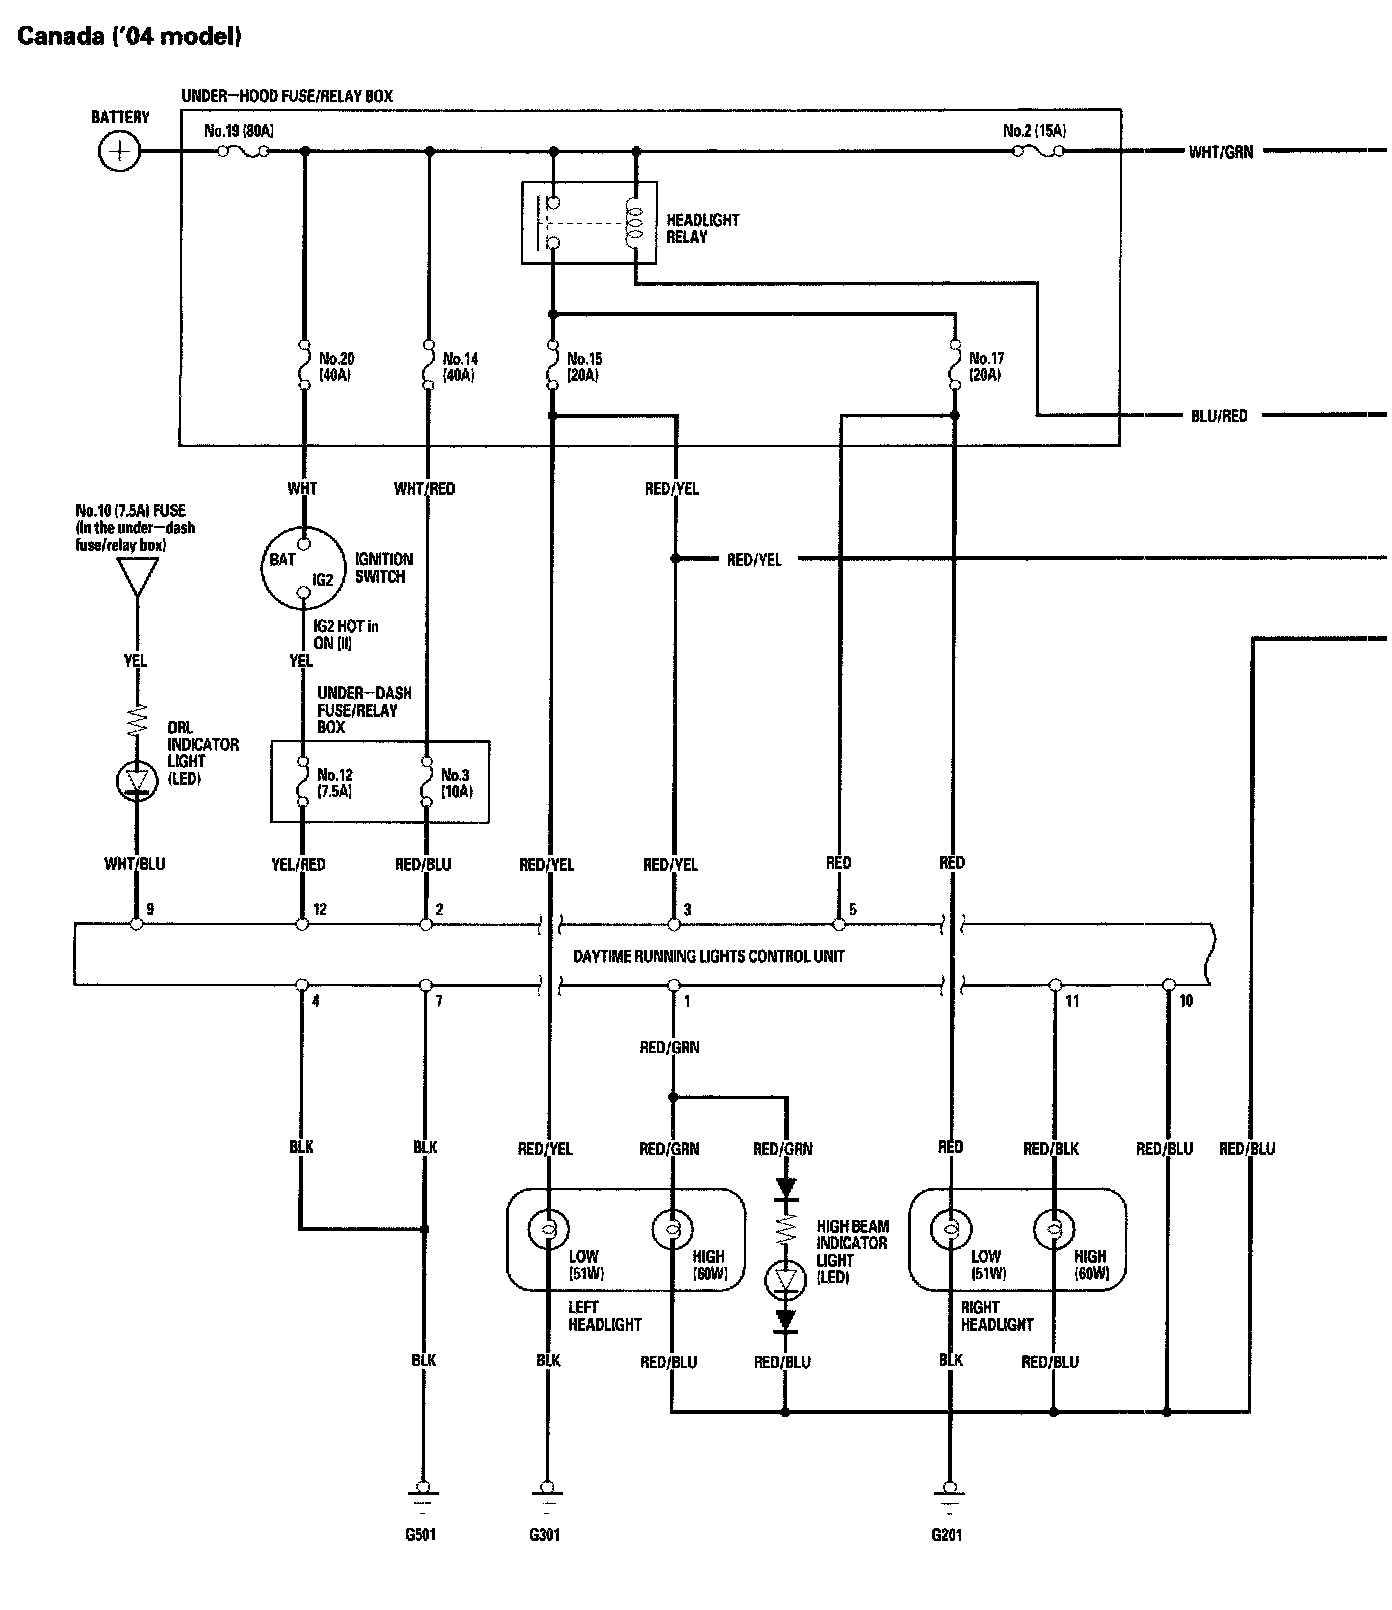 Canada ('04 model)
UNDER-HOOD FUSE/RELAY BOX
BATTERY
No.19 (80A)
No.2 (15A)
WHT/GRN
HEADLIGHT
RELAY
No.20
(40A)
No.14
(40A)
No.15
(20A)
No.17
(20A)
BLU/RED
WHT
WHT/RED
RED/YEL
No.10 (7.5A) FUSE
(In the under-dash
fuse/relay box)
BAT
IG2
IGNITION
SWITCH
RED/YEL
IG2 HOT in
ON (II)
YEL
YEL
UNDER-DASH
FUSE/RELAY
BOX
DRL
INDICATOR
LIGHT
(LED)
No.12
(7.5A)
No.3
(10A)
WHT/BLU
YEL/RED
RED/BLU
RED/YEL
RED/YEL
RED
RED
9
12
2
3
5
DAYTIME RUNNING LIGHTS CONTROL UNIT
4
7
1
11
10
RED/GRN
BLK
BLK
RED/YEL
RED/GRN
RED/GRN
RED
RED/BLK
RED/BLU
RED/BLU
LOW
(51W)
HIGH
(60W)
HIGH BEAM
INDICATOR
LIGHT
(LED)
LOW
(51W)
HIGH
(60W)
LEFT
HEADLIGHT
RIGHT
HEADLIGHT
BLK
BLK
RED/BLU
RED/BLU
BLK
RED/BLU
G501
G301
G201